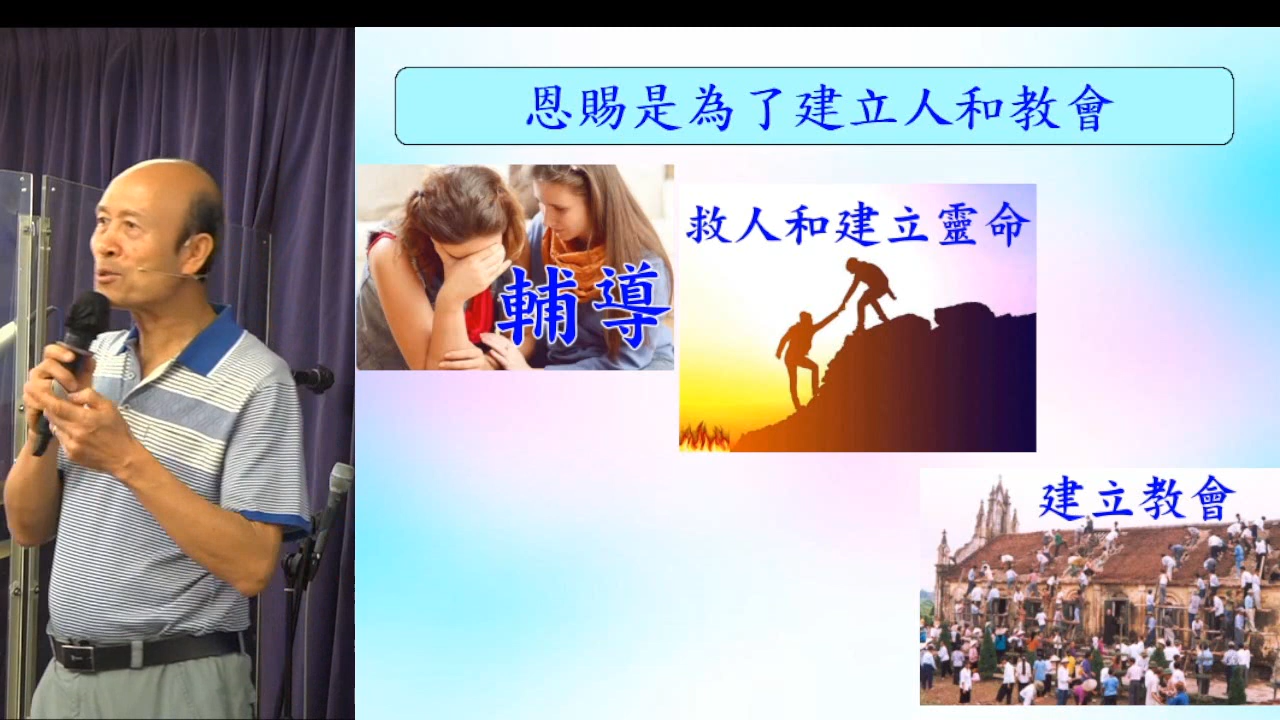 恩賜是為了建立人和教會
輔導
救人和建立靈命
建立教會